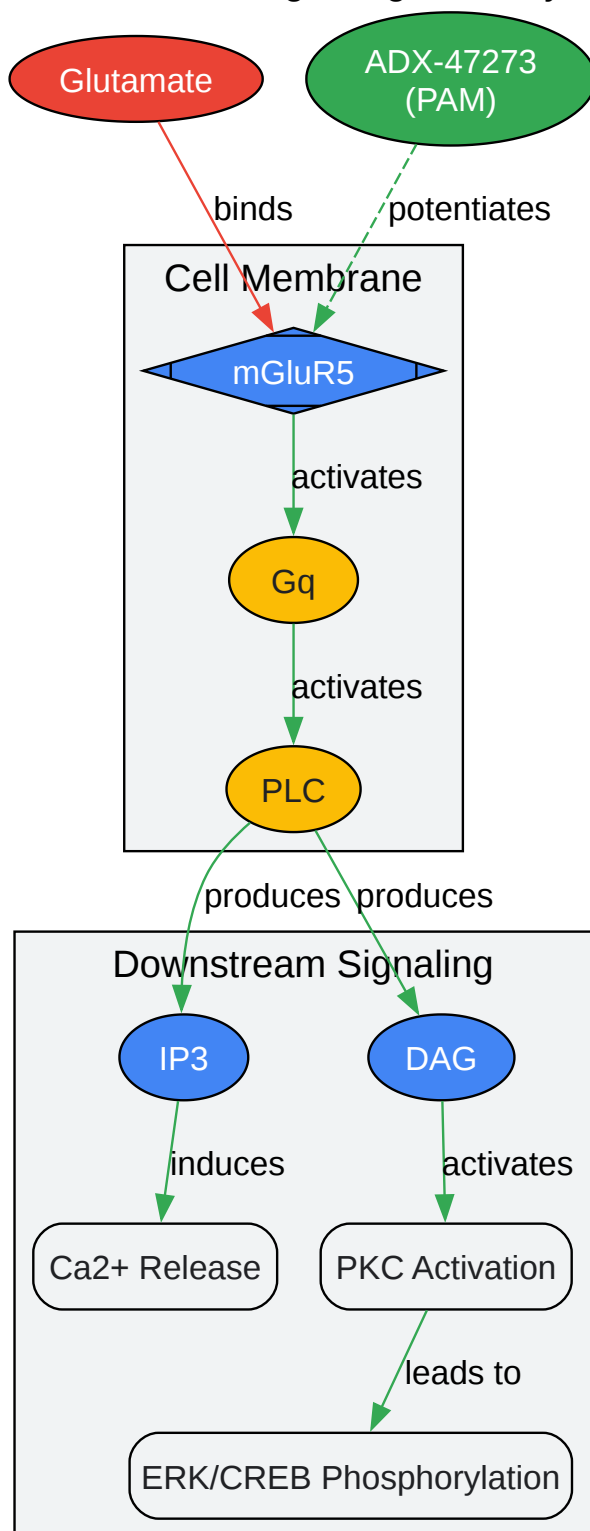 Glutamate
ADX-47273
(PAM)
binds
potentiates
Cell Membrane
mGluR5
activates
Gq
activates
PLC
produces
produces
Downstream Signaling
IP3
DAG
induces
activates
Ca2+ Release
PKC Activation
leads to
ERK/CREB Phosphorylation